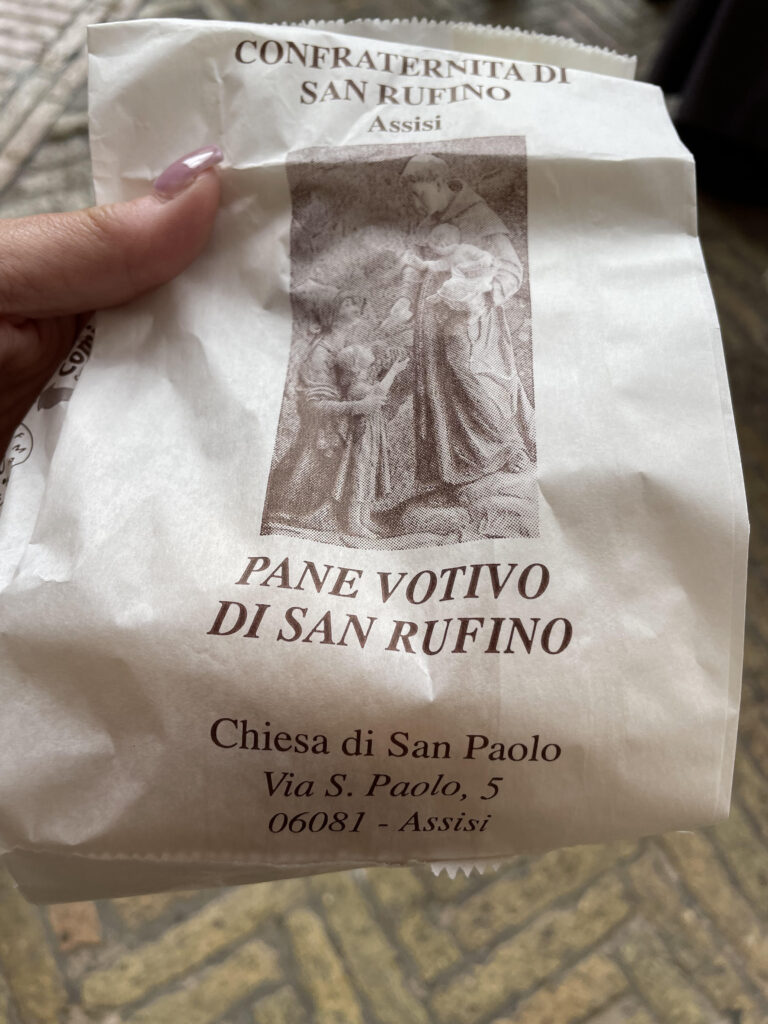 CONFRATERNITA DI
SAN RUFINO
Assisi
PANE VOTIVO
DI SAN RUFINO
Chiesa di San Paolo
Via S. Paolo, 5
06081 - Assisi